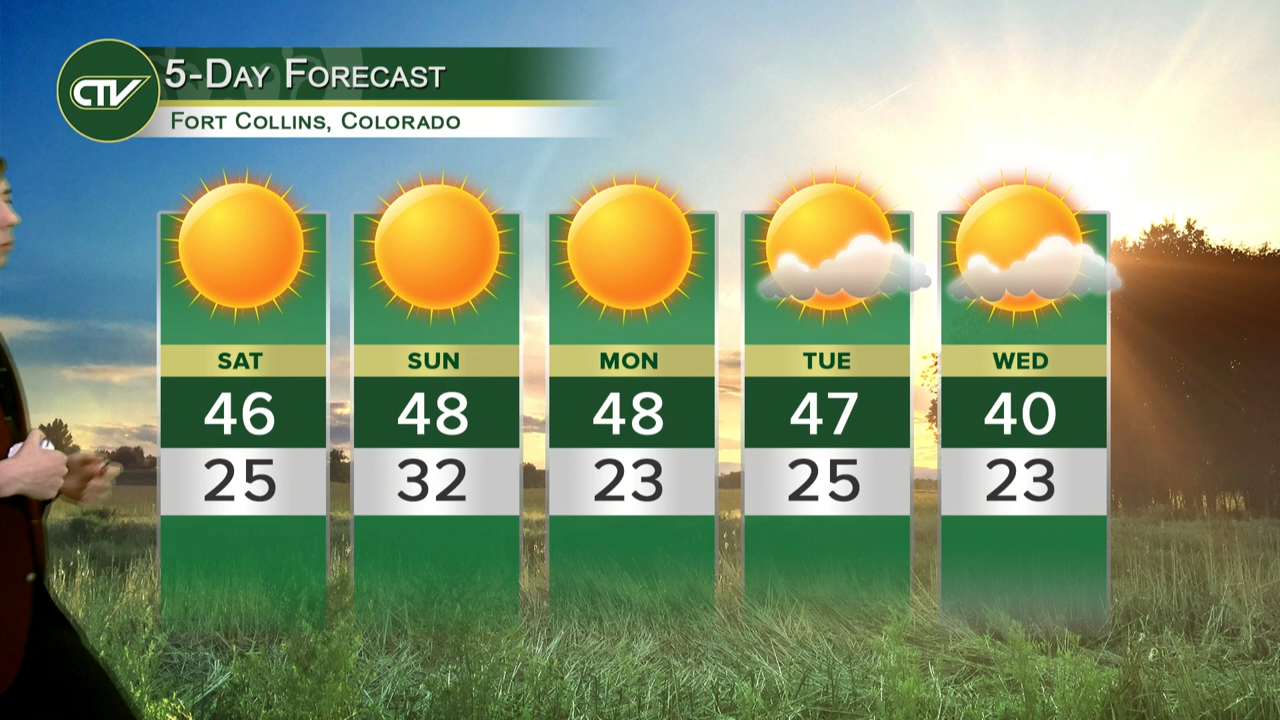 CTV
5-DAY FORECAST
FORT COLLINS, COLORADO
SAT SUN MON TUE WED
46 48 48 47 40
25 32 23 25 23